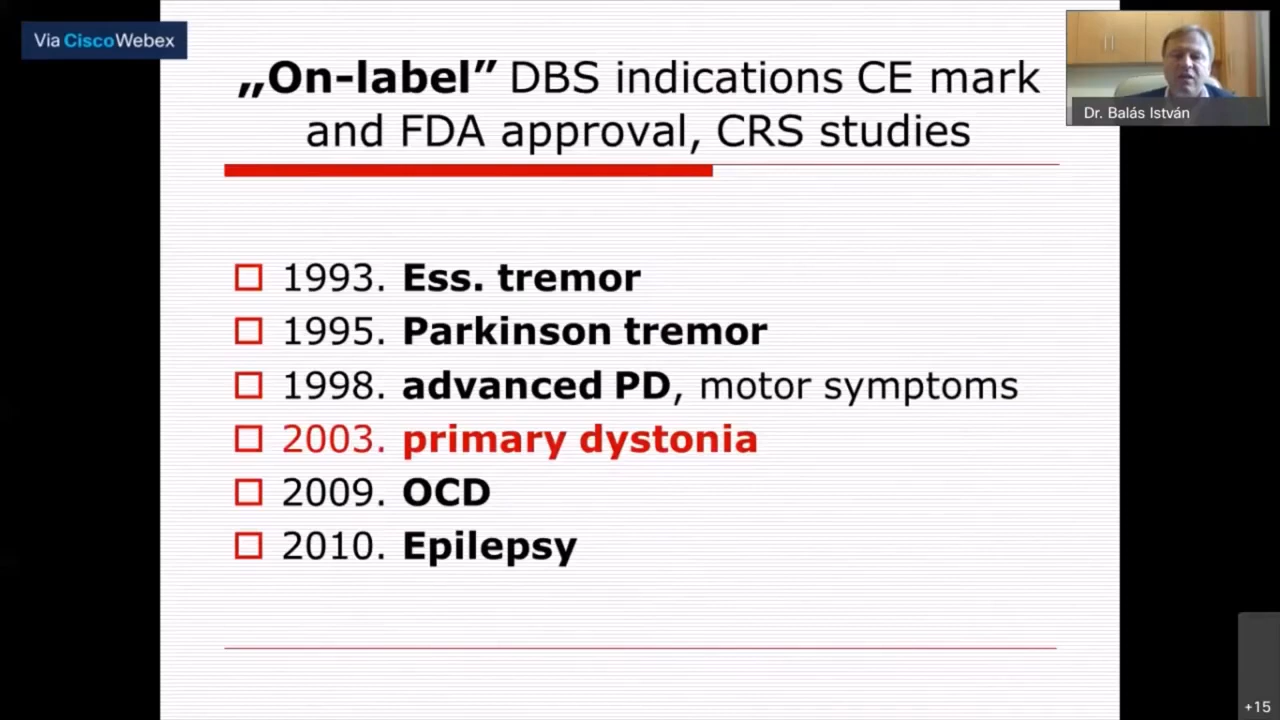 Via CiscoWebex
„On-label” DBS indications CE mark
and FDA approval, CRS studies
Dr. Balás István
1993. Ess. tremor
1995. Parkinson tremor
1998. advanced PD, motor symptoms
2003. primary dystonia
2009. OCD
2010. Epilepsy
+15